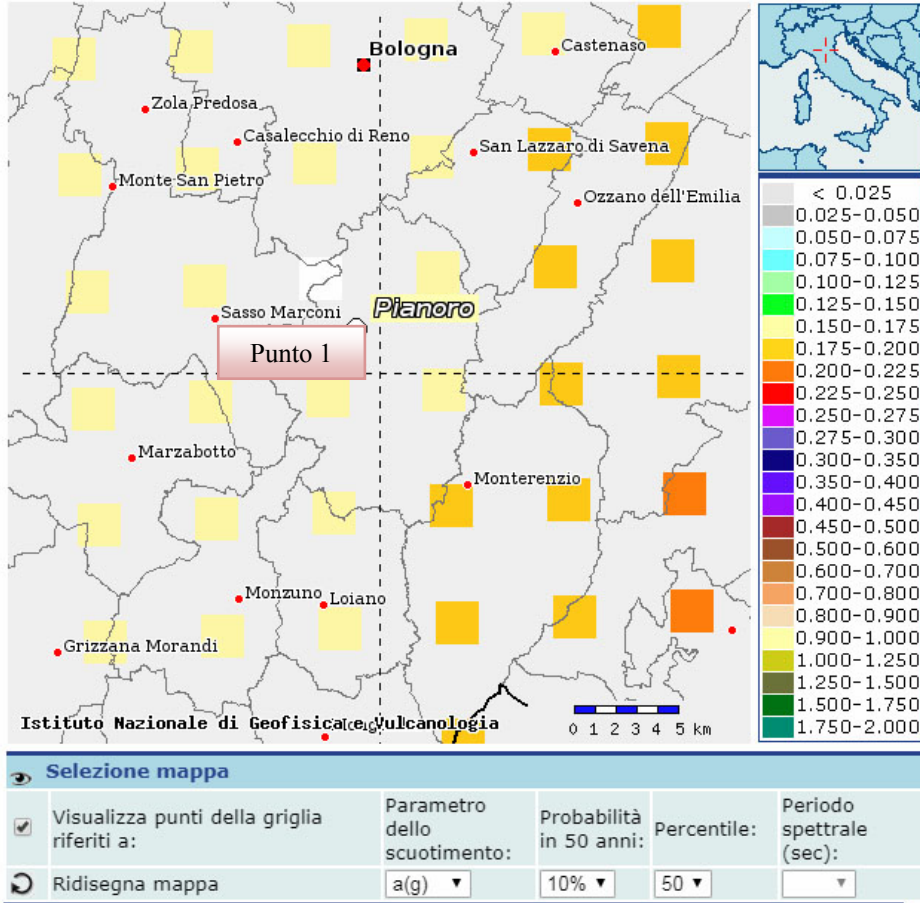 Bologna
Castenaso
Zola Predosa
Casalecchio di Reno
San Lazzaro di Savena
Monte San Pietro
Ozzano dell'Emilia
Pianoro
Sasso Marconi
Punto 1
Marzabotto
Monterenzio
Monzuno
Loiano
Grizzana Morandi
Istituto Nazionale di Geofisica e Vulcanologia
0 1 2 3 4 5 km
< 0.025
0.025-0.050
0.050-0.075
0.075-0.100
0.100-0.125
0.125-0.150
0.150-0.175
0.175-0.200
0.200-0.225
0.225-0.250
0.250-0.275
0.275-0.300
0.300-0.350
0.350-0.400
0.400-0.450
0.450-0.500
0.500-0.600
0.600-0.700
0.700-0.800
0.800-0.900
0.900-1.000
1.000-1.250
1.250-1.500
1.500-1.750
1.750-2.000
Selezione mappa
Visualizza punti della griglia
riferiti a:
Parametro
dello
scuotimento:
Probabilità
in 50 anni:
Percentile:
Periodo
spettrale
(sec):
Ridisegna mappa
a(g)
10%
50